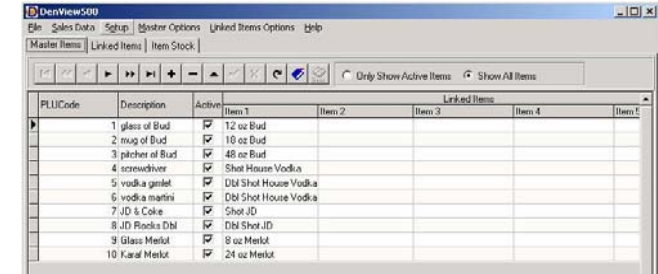 DenView500
File Sales Data Setup Master Options Linked Items Options Help
Master Items Linked Items Item Stock
Only Show Active Items Show All Items
PLUCode Description Active Linked Items
Item 1 Item 2 Item 3 Item 4 Item 5
1 glass of Bud 12 oz Bud
2 mug of Bud 18 oz Bud
3 pitcher of Bud 48 oz Bud
4 screwdriver Shot House Vodka
5 vodka gimlet Dbl Shot House Vodka
6 vodka martini Dbl Shot House Vodka
7 JD & Coke Shot JD
8 JD Rocks Dbl Dbl Shot JD
9 Glass Merlot 8 oz Merlot
10 Karaf Merlot 24 oz Merlot